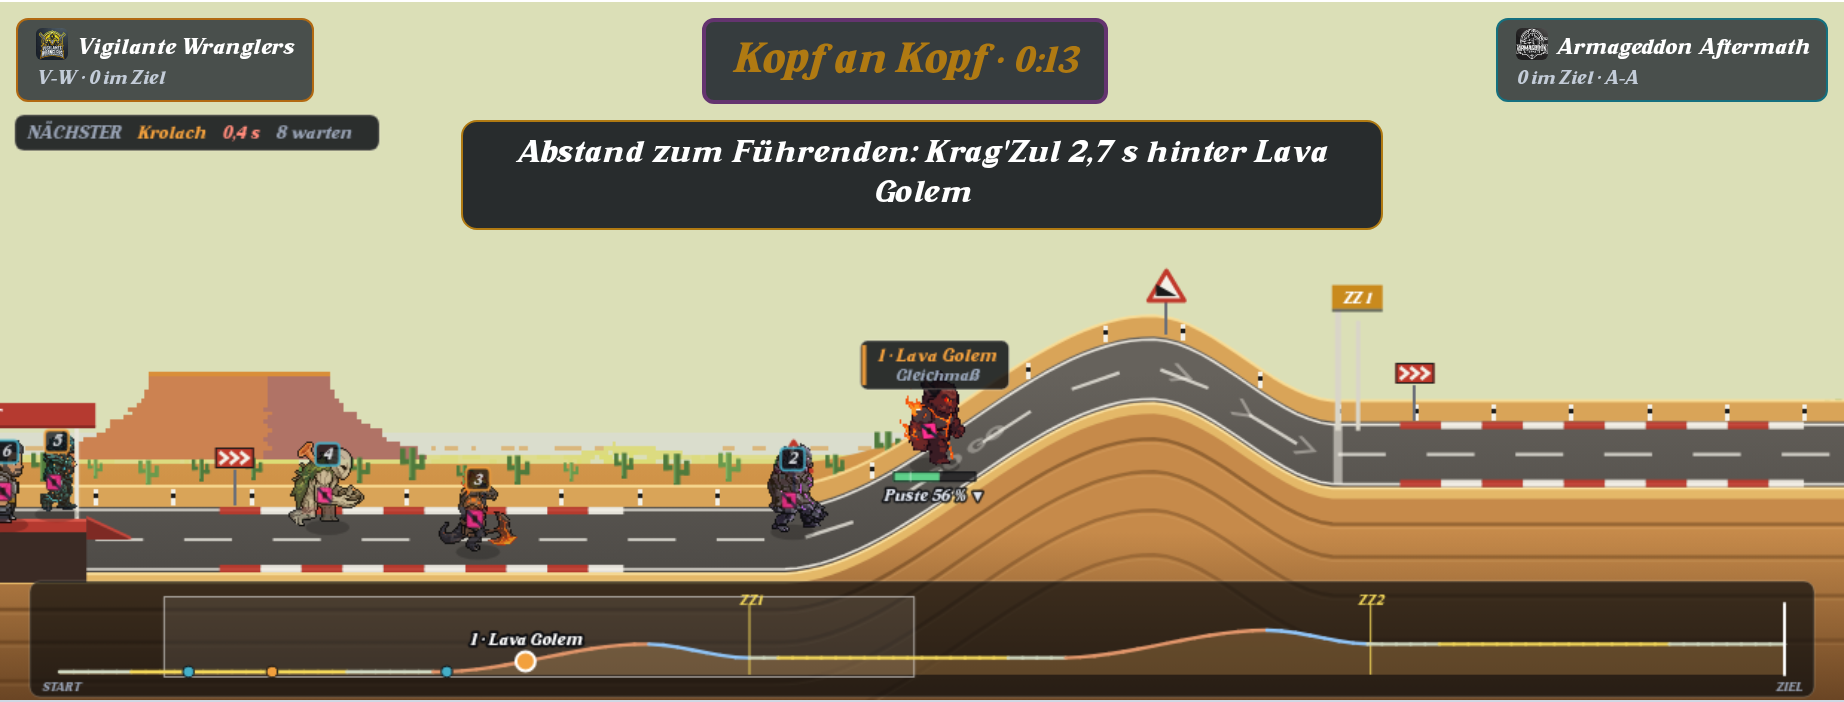 Vigilante Wranglers
V-W · 0 im Ziel
Kopf an Kopf · 0:13
Armageddon Aftermath
0 im Ziel · A-A
NÄCHSTER Krolach 0,4 s 8 warten
Abstand zum Führenden: Krag'Zul 2,7 s hinter Lava
Golem
ZZ 1
1 · Lava Golem
Gleichmaß
6
5
4
3
2
Puste 56 % ▼
ZZ1
ZZ2
1 · Lava Golem
START
ZIEL